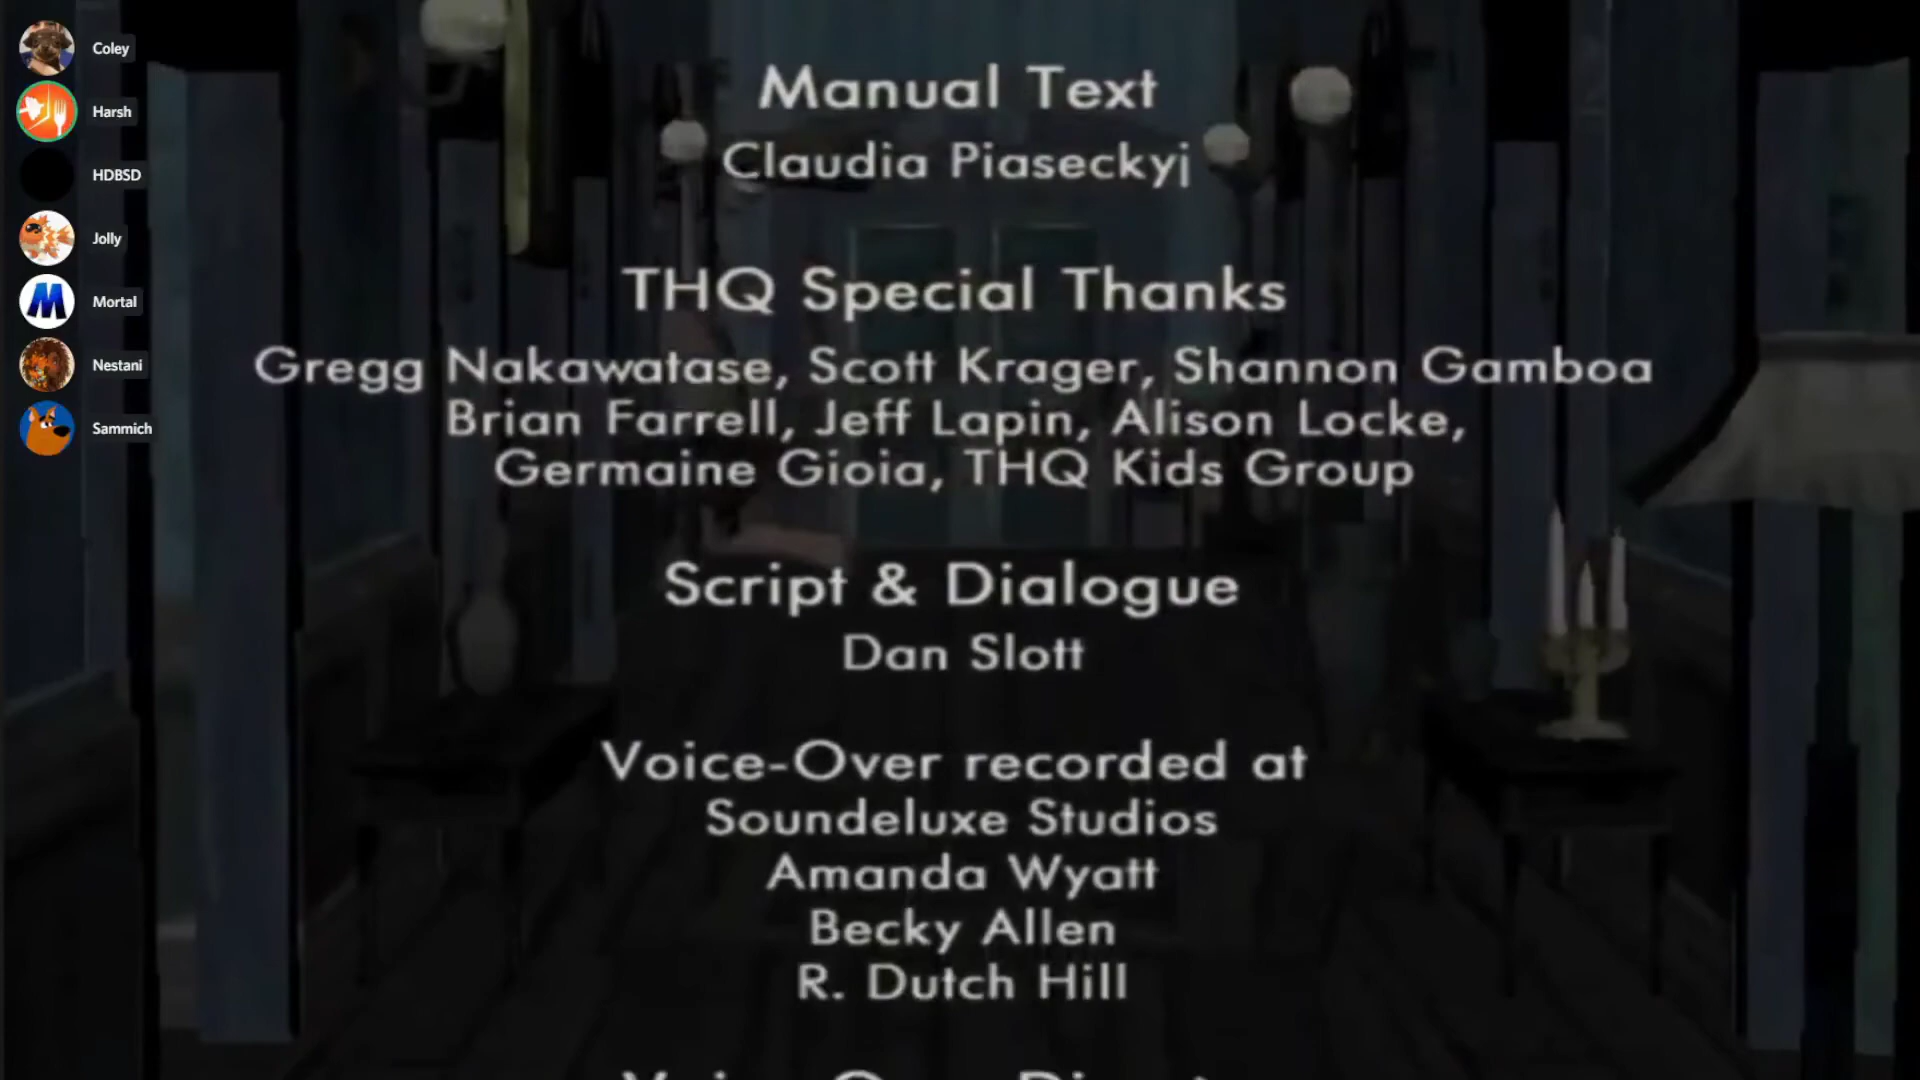 Coley
Harsh
HDBSD
Jolly
Mortal
Nestani
Sammich
Manual Text
Claudia Piaseckyj
THQ Special Thanks
Gregg Nakawatase, Scott Krager, Shannon Gamboa
Brian Farrell, Jeff Lapin, Alison Locke,
Germaine Gioia, THQ Kids Group
Script & Dialogue
Dan Slott
Voice-Over recorded at
Soundeluxe Studios
Amanda Wyatt
Becky Allen
R. Dutch Hill